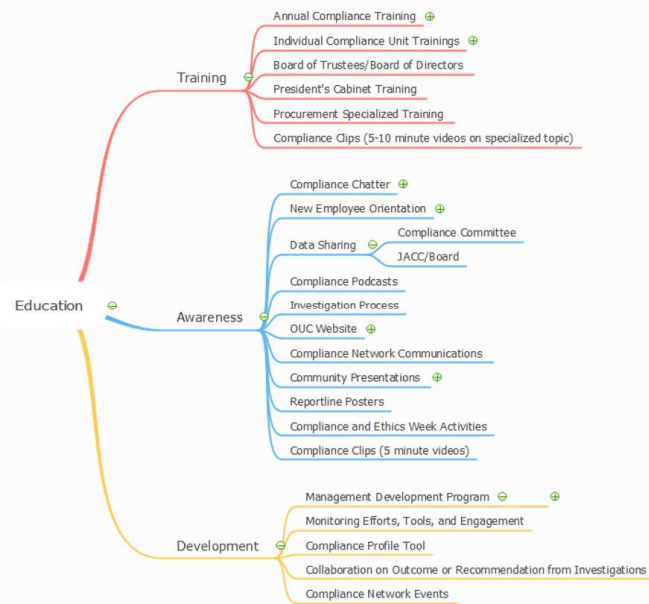 Annual Compliance Training
Individual Compliance Unit Trainings
Board of Trustees/Board of Directors
Training
President's Cabinet Training
Procurement Specialized Training
Compliance Clips (5-10 minute videos on specialized topic)
Compliance Chatter
New Employee Orientation
Compliance Committee
Data Sharing
JACC/Board
Compliance Podcasts
Education
Investigation Process
Awareness
OUC Website
Compliance Network Communications
Community Presentations
Reportline Posters
Compliance and Ethics Week Activities
Compliance Clips (5 minute videos)
Management Development Program
Monitoring Efforts, Tools, and Engagement
Development
Compliance Profile Tool
Collaboration on Outcome or Recommendation from Investigations
Compliance Network Events